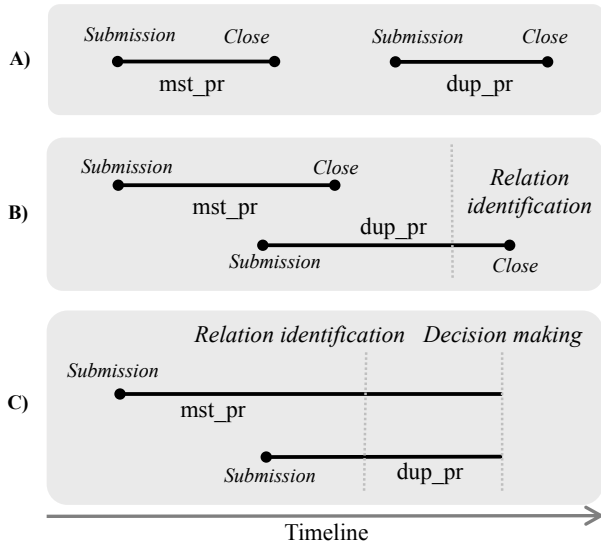 Submission Close Submission Close
A)
mst_pr dup_pr
Submission Close Relation
identification
B) mst_pr dup_pr
Submission Close
Relation identification Decision making
Submission
C) mst_pr
Submission dup_pr
Timeline